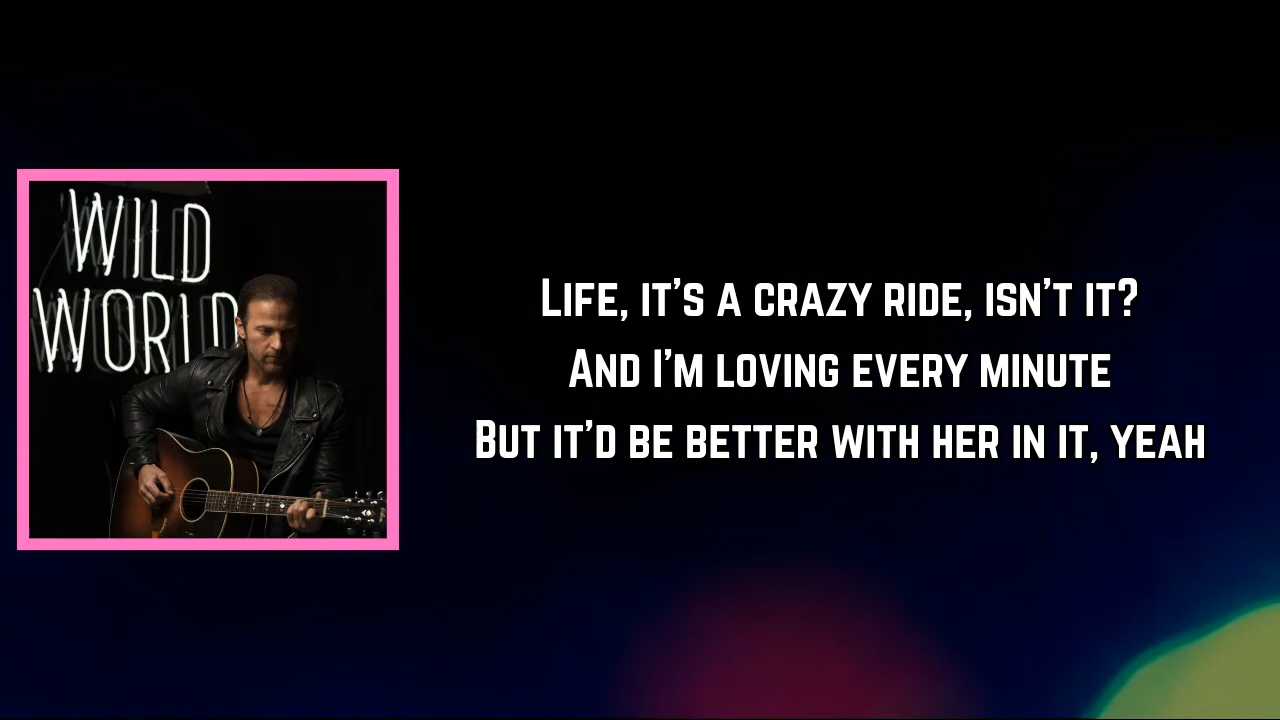 WILD
WORLD
Life, it's a crazy ride, isn't it?
And I'm loving every minute
But it'd be better with her in it, yeah